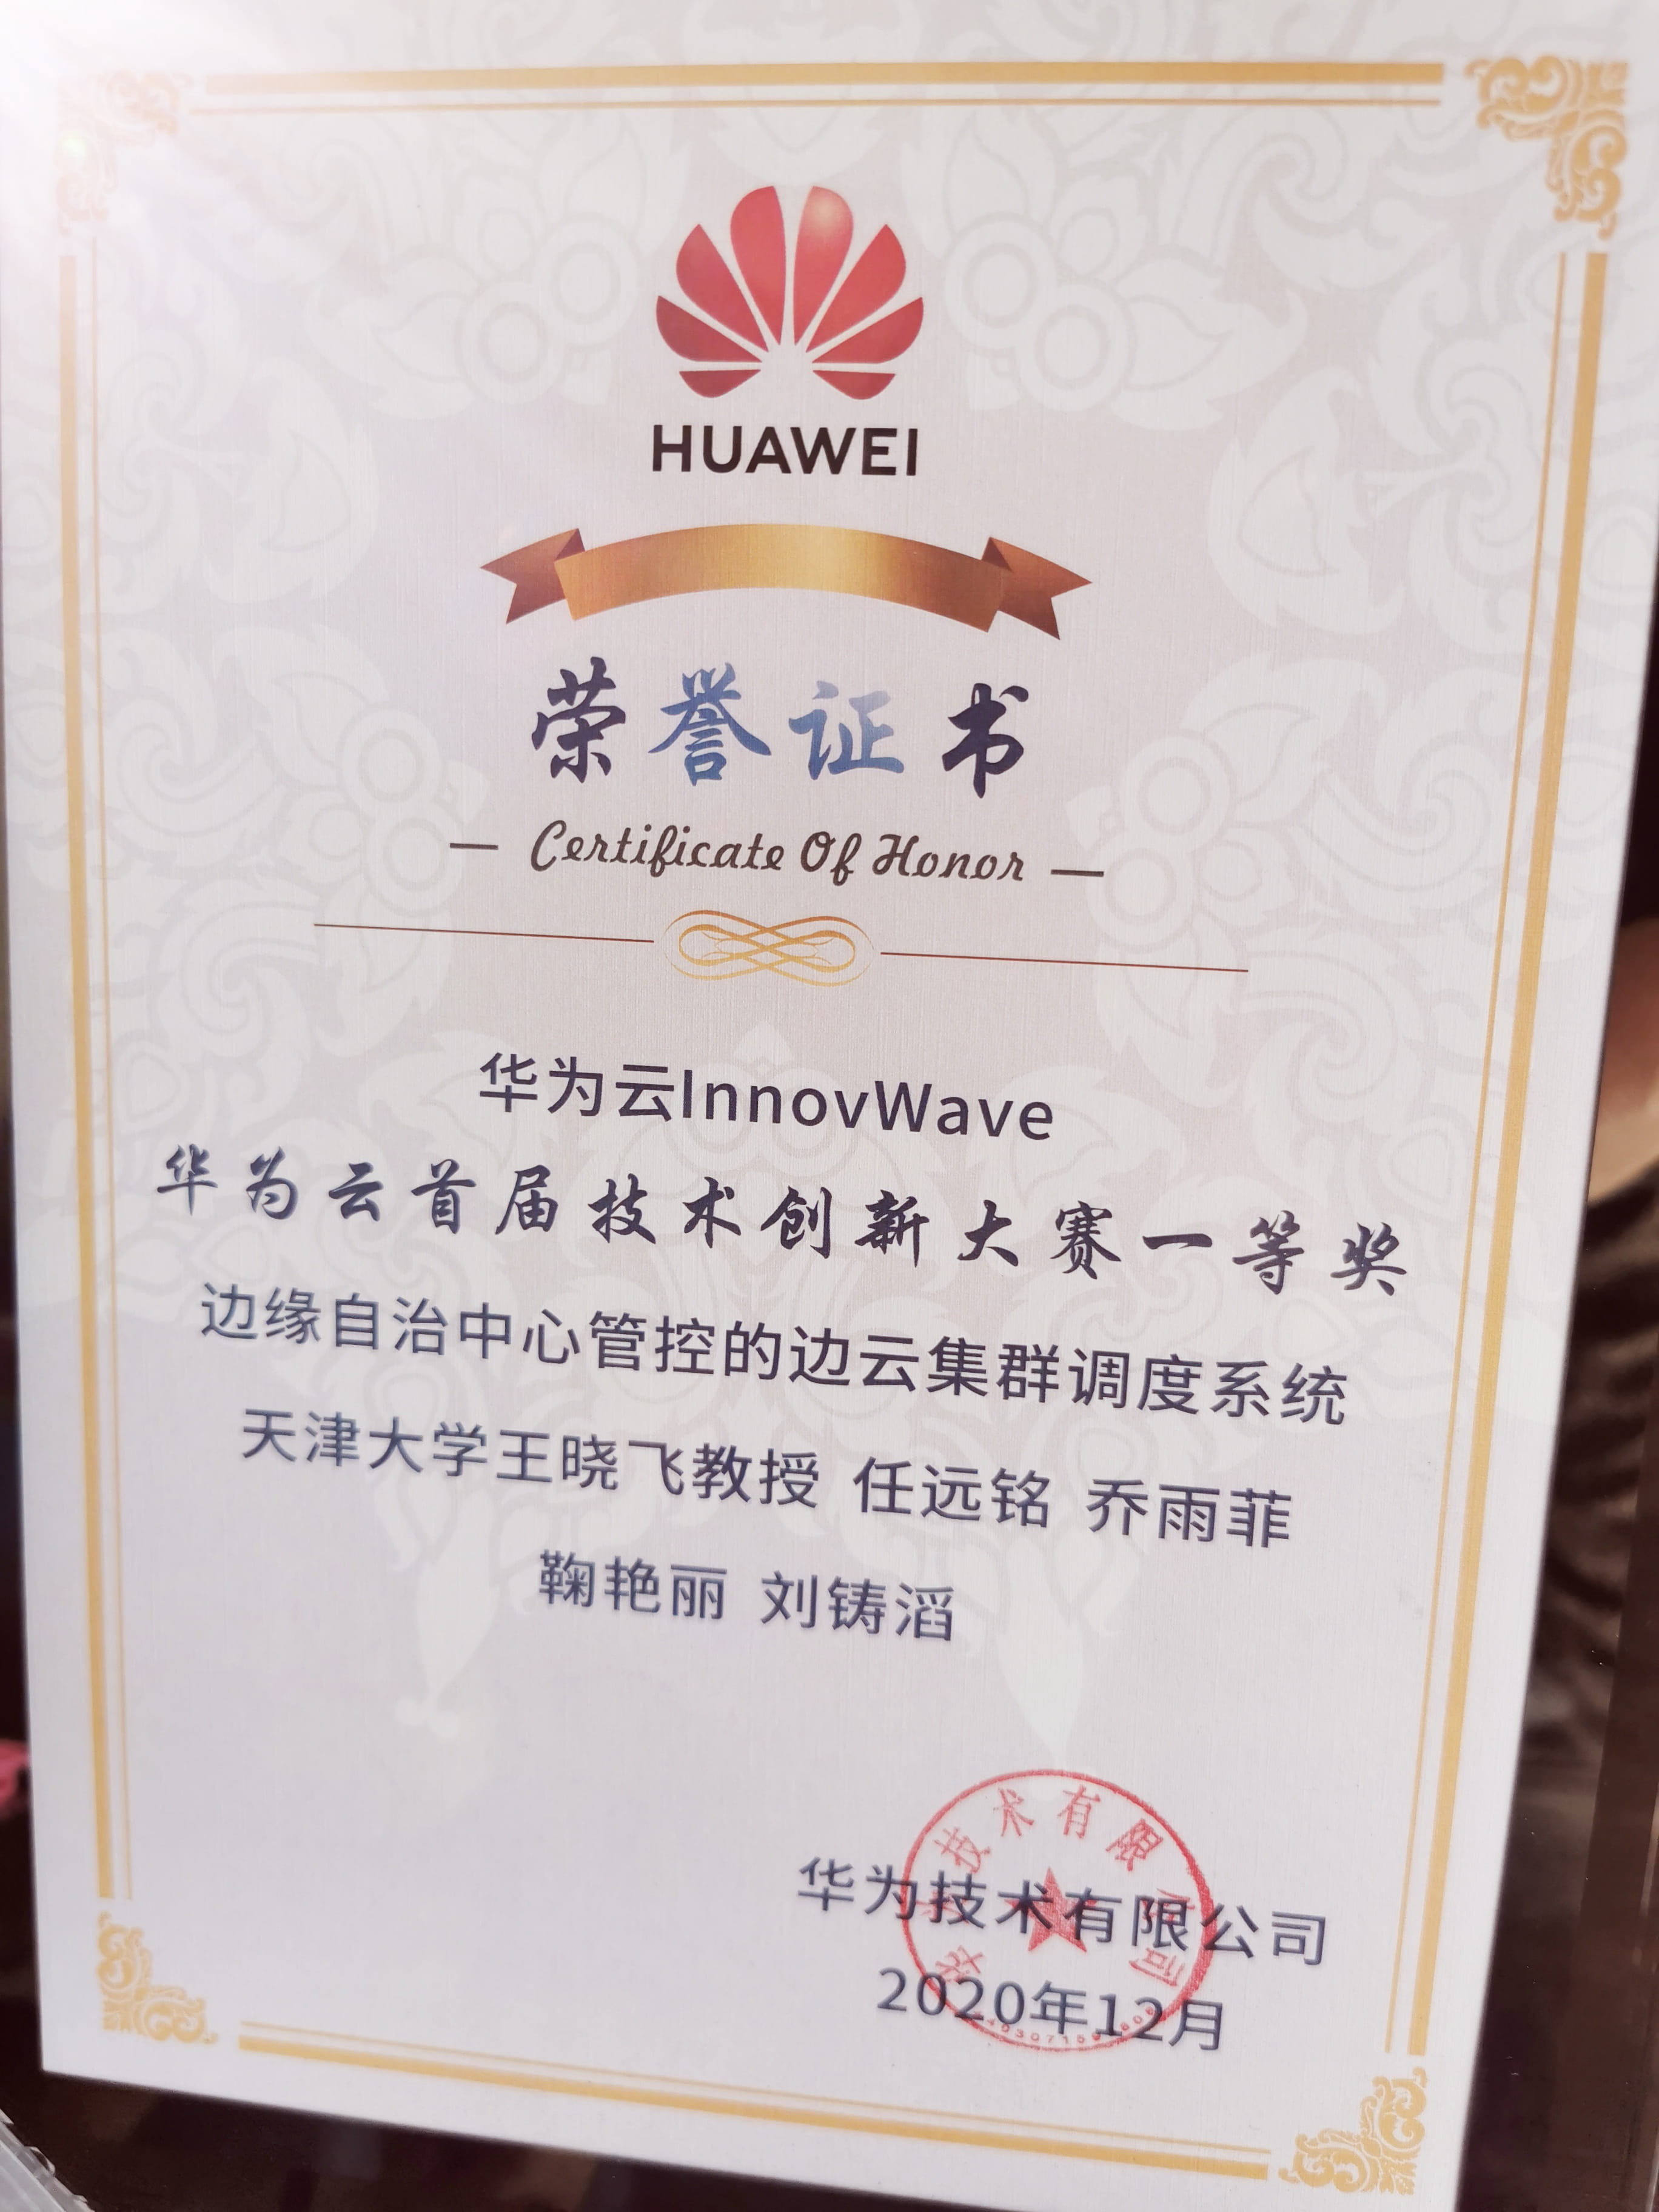 HUAWEI
荣誉证书
— Certificate Of Honor —
华为云InnovWave
华为云首届技术创新大赛一等奖
边缘自治中心管控的边云集群调度系统
天津大学王晓飞教授 任远铭 乔雨菲
鞠艳丽 刘铸滔
技术有限
华为技术有限公司
2020年12月